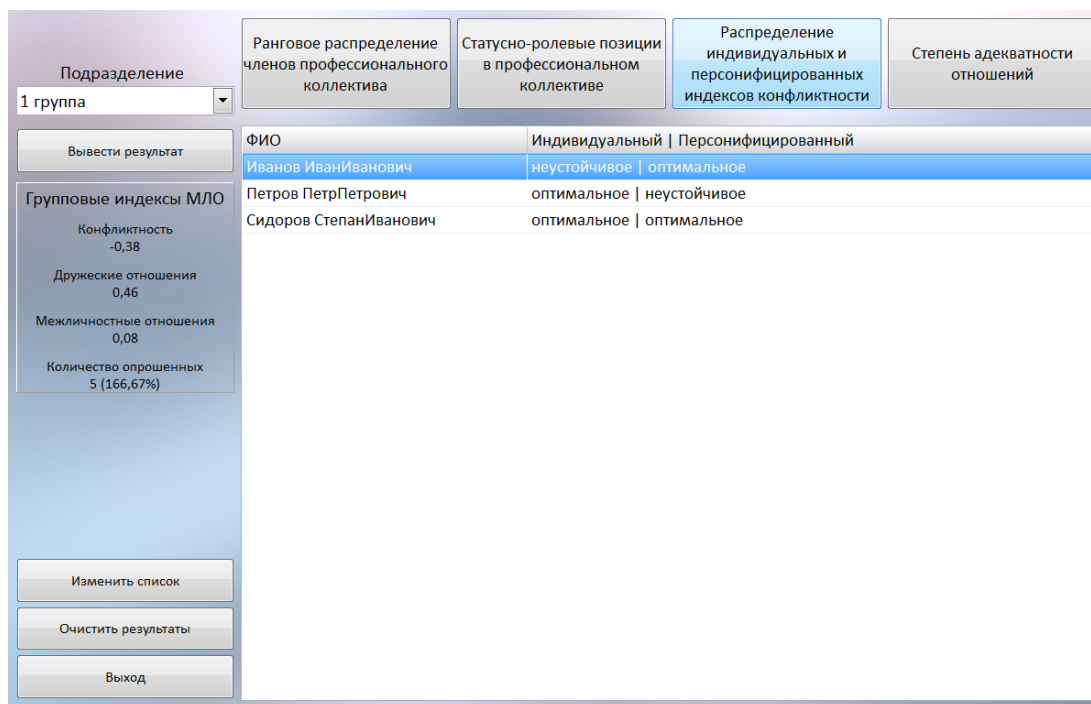 Подразделение
1 группа
Вывести результат
Групповые индексы МЛО
Конфликтность
-0,38
Дружеские отношения
0,46
Межличностные отношения
0,08
Количество опрошенных
5 (166,67%)
Изменить список
Очистить результаты
Выход
Ранговое распределение
членов профессионального
коллектива
Статусно-ролевые позиции
в профессиональном
коллективе
Распределение
индивидуальных и
персонифицированных
индексов конфликтности
Степень адекватности
отношений
ФИО Индивидуальный | Персонифицированный
Иванов ИванИванович неустойчивое | оптимальное
Петров ПетрПетрович оптимальное | неустойчивое
Сидоров СтепанИванович оптимальное | оптимальное